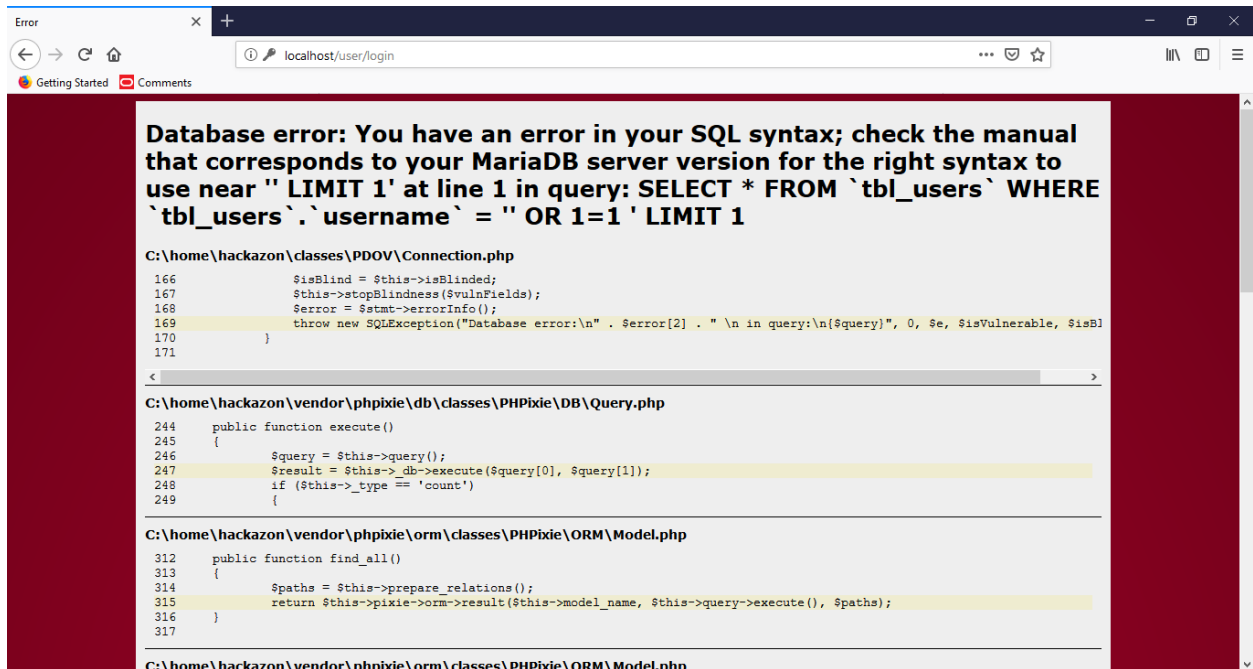 Error
localhost/user/login
Getting Started Comments
Database error: You have an error in your SQL syntax; check the manual
that corresponds to your MariaDB server version for the right syntax to
use near '' LIMIT 1' at line 1 in query: SELECT * FROM `tbl_users` WHERE
`tbl_users`.`username` = '' OR 1=1 ' LIMIT 1
C:\home\hackazon\classes\PDOV\Connection.php
166 $isBlind = $this->isBlinded;
167 $this->stopBlindness($vulnFields);
168 $error = $stmt->errorInfo();
169 throw new SQLException("Database error:\n" . $error[2] . " \n in query:\n{$query}", 0, $e, $isVulnerable, $isBl
170 }
171
C:\home\hackazon\vendor\phpixie\db\classes\PHPixie\DB\Query.php
244 public function execute()
245 {
246 $query = $this->query();
247 $result = $this->_db->execute($query[0], $query[1]);
248 if ($this->_type == 'count')
249 {
C:\home\hackazon\vendor\phpixie\orm\classes\PHPixie\ORM\Model.php
312 public function find_all()
313 {
314 $paths = $this->prepare_relations();
315 return $this->pixie->orm->result($this->model_name, $this->query->execute(), $paths);
316 }
317
C:\home\hackazon\vendor\phpixie\orm\classes\PHPixie\ORM\Model.php